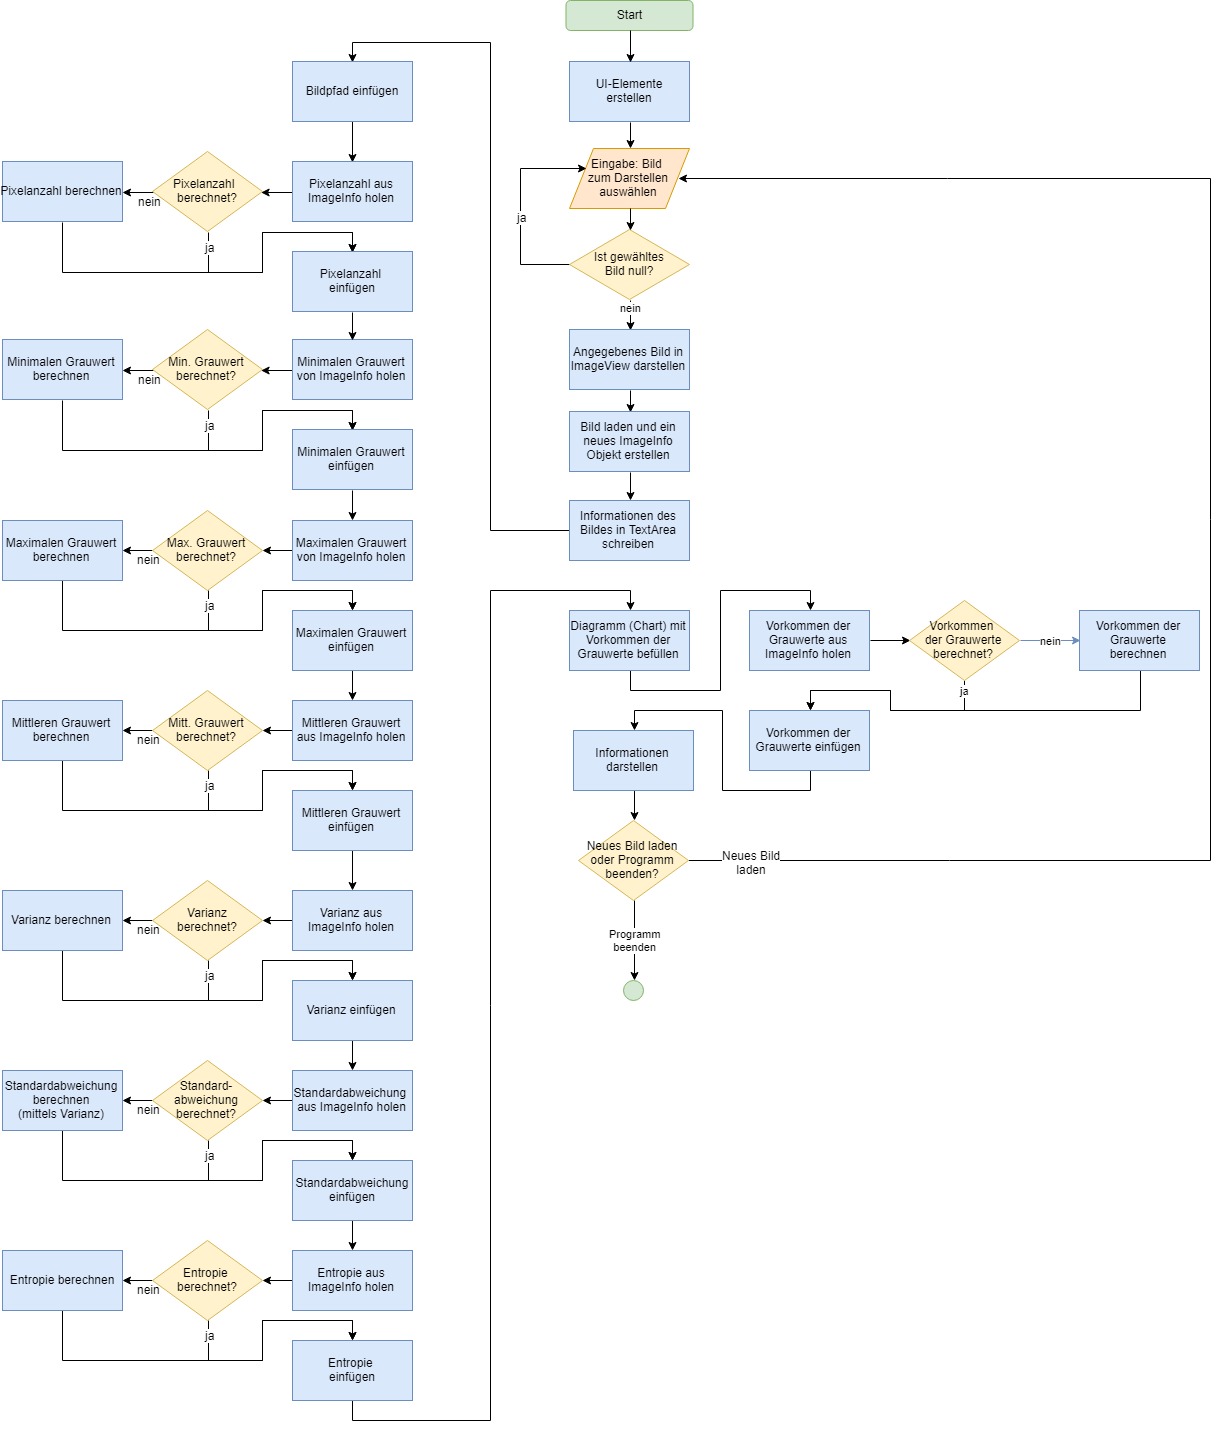 Start
UI-Elemente
erstellen
Eingabe: Bild
zum Darstellen
auswählen
ja
Ist gewähltes
Bild null?
nein
Angegebenes Bild in
ImageView darstellen
Bild laden und ein
neues ImageInfo
Objekt erstellen
Informationen des
Bildes in TextArea
schreiben
Bildpfad einfügen
Pixelanzahl aus
ImageInfo holen
Pixelanzahl
berechnet?
nein
Pixelanzahl berechnen
ja
Pixelanzahl
einfügen
Minimalen Grauwert
von ImageInfo holen
Min. Grauwert
berechnet?
nein
Minimalen Grauwert
berechnen
ja
Minimalen Grauwert
einfügen
Maximalen Grauwert
von ImageInfo holen
Max. Grauwert
berechnet?
nein
Maximalen Grauwert
berechnen
ja
Maximalen Grauwert
einfügen
Mittleren Grauwert
aus ImageInfo holen
Mitt. Grauwert
berechnet?
nein
Mittleren Grauwert
berechnen
ja
Mittleren Grauwert
einfügen
Varianz aus
ImageInfo holen
Varianz
berechnet?
nein
Varianz berechnen
ja
Varianz einfügen
Standardabweichung
aus ImageInfo holen
Standard-
abweichung
berechnet?
nein
Standardabweichung
berechnen
(mittels Varianz)
ja
Standardabweichung
einfügen
Entropie aus
ImageInfo holen
Entropie
berechnet?
nein
Entropie berechnen
ja
Entropie
einfügen
Diagramm (Chart) mit
Vorkommen der
Grauwerte befüllen
Vorkommen der
Grauwerte aus
ImageInfo holen
Vorkommen
der Grauwerte
berechnet?
nein
Vorkommen der
Grauwerte
berechnen
ja
Vorkommen der
Grauwerte einfügen
Informationen
darstellen
Neues Bild laden
oder Programm
beenden?
Neues Bild
laden
Programm
beenden